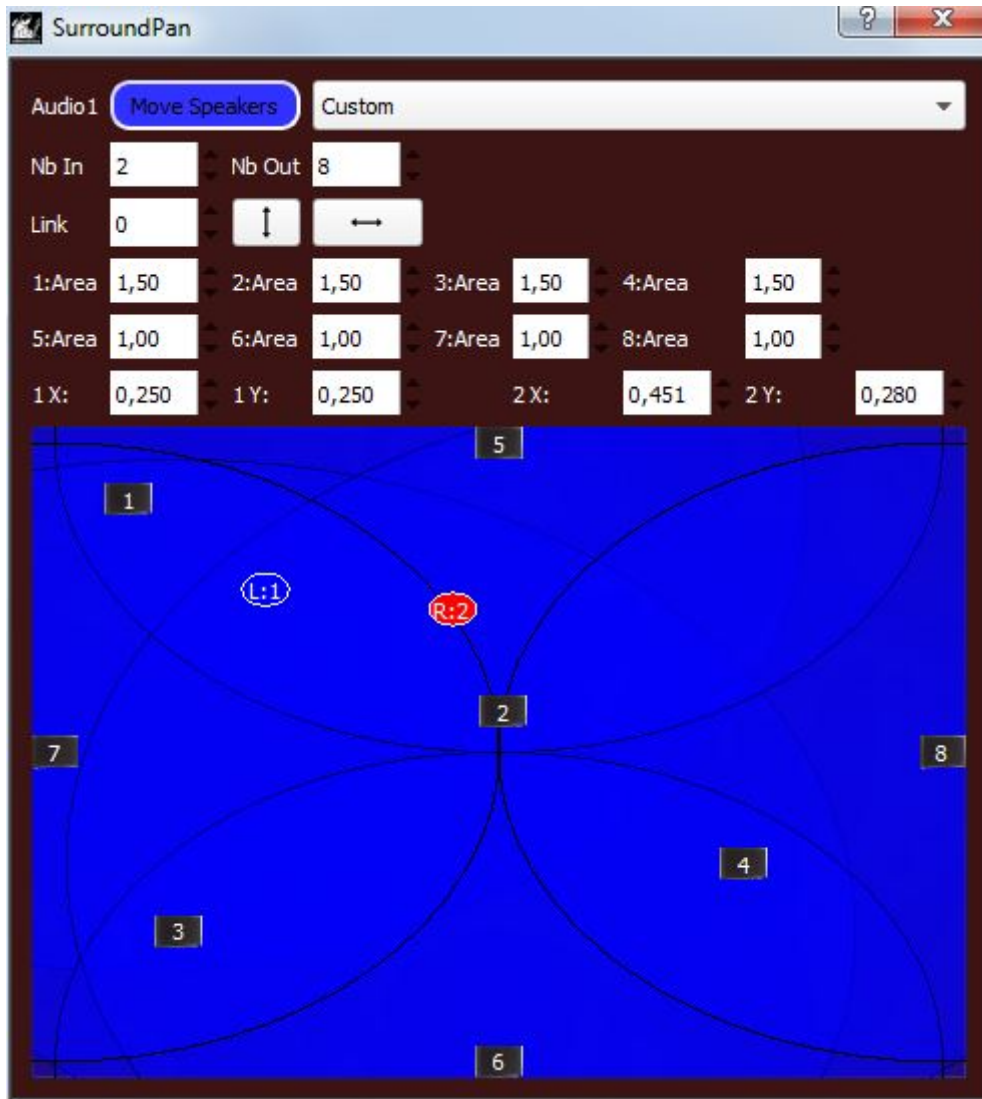 SurroundPan
Audio1 Move Speakers Custom
Nb In 2 Nb Out 8
Link 0
1:Area 1,50 2:Area 1,50 3:Area 1,50 4:Area 1,50
5:Area 1,00 6:Area 1,00 7:Area 1,00 8:Area 1,00
1 X: 0,250 1 Y: 0,250 2 X: 0,451 2 Y: 0,280
5
1
L:1
R:2
2
7 8
4
3
6